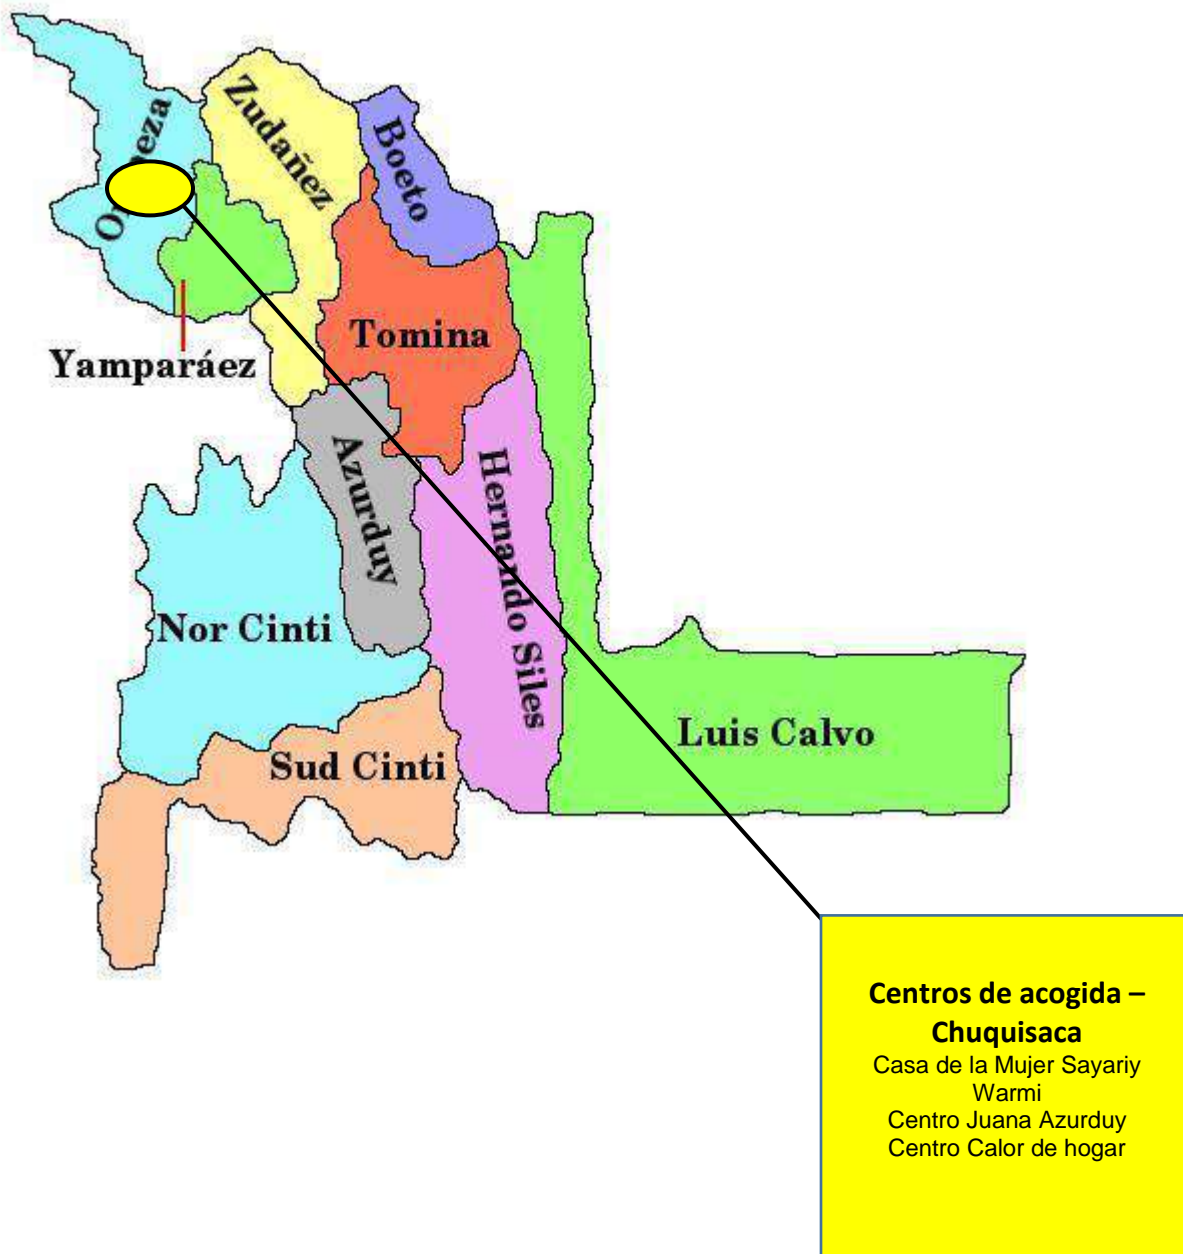 Zudañez
Boeto
Tomina
Yamparáez
Azurduy
Hernando Siles
Nor Cinti
Luis Calvo
Sud Cinti
Centros de acogida –
Chuquisaca
Casa de la Mujer Sayariy
Warmi
Centro Juana Azurduy
Centro Calor de hogar